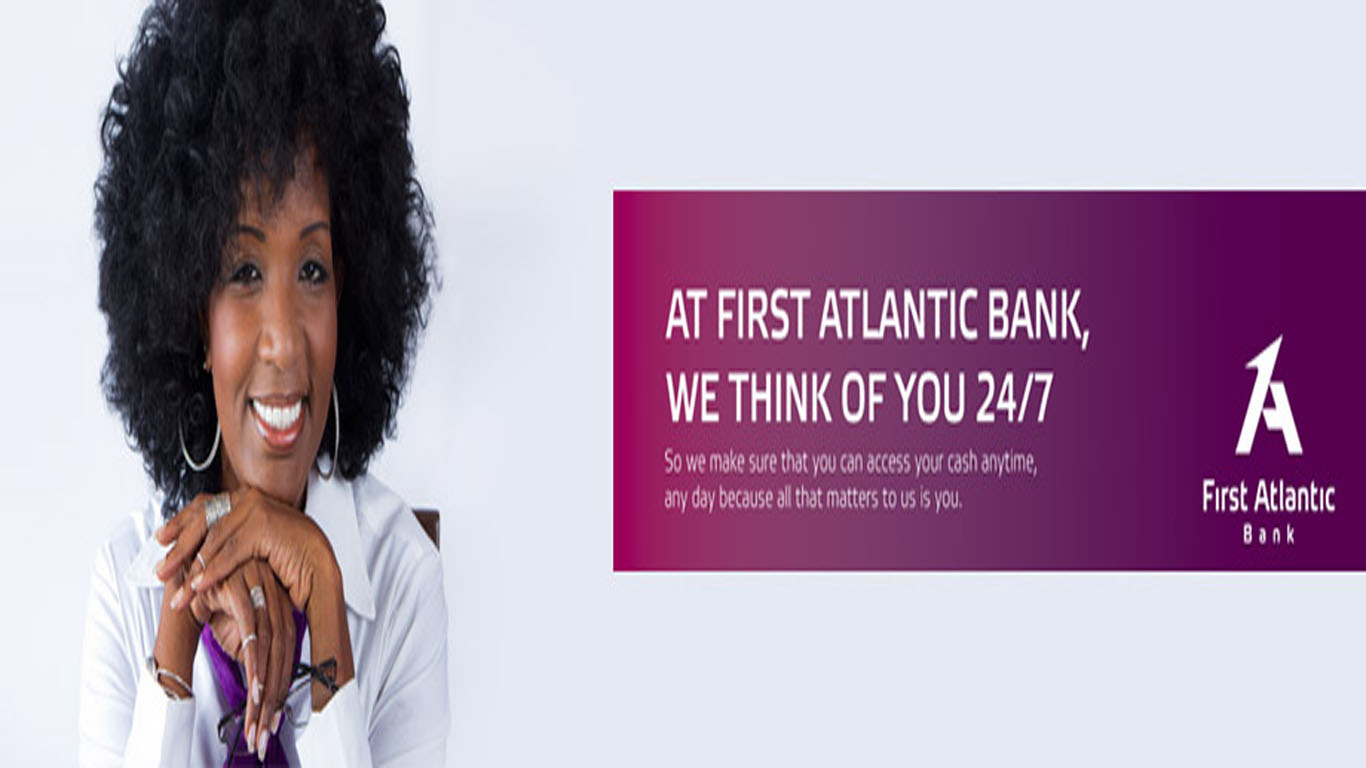 AT FIRST ATLANTIC BANK,
WE THINK OF YOU 24/7
So we make sure that you can access your cash anytime,
any day because all that matters to us is you.
First Atlantic
Bank